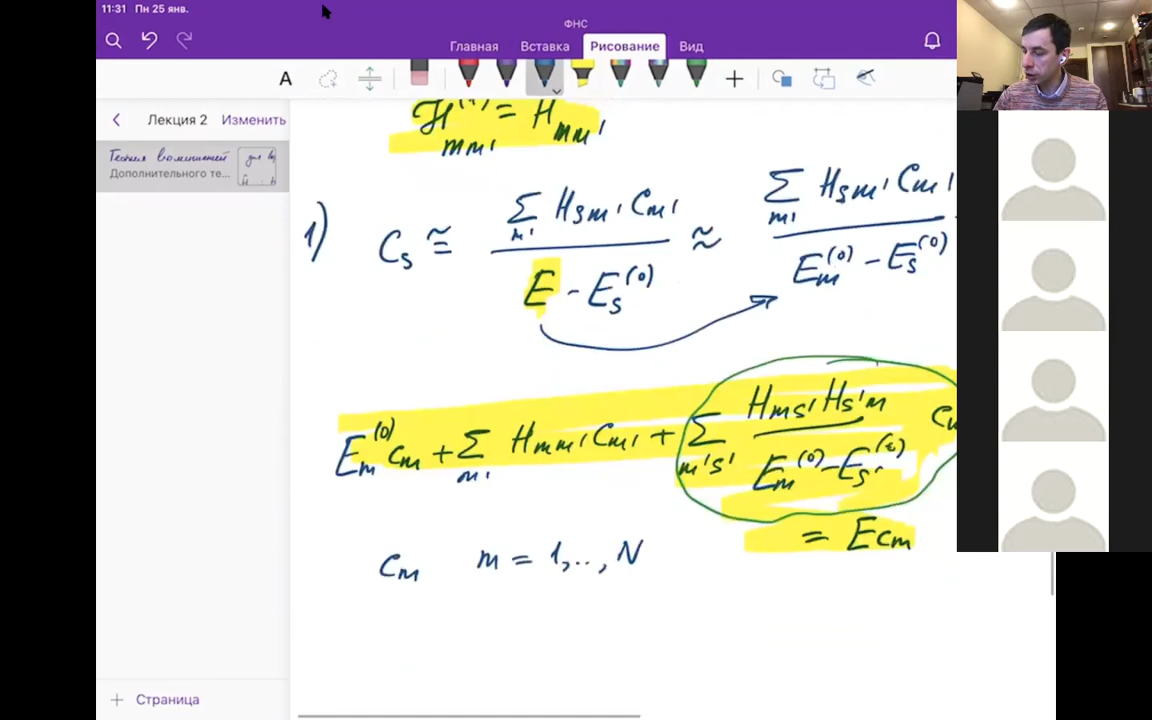 11:31 Пн 25 янв.
ФНС
Главная Вставка Рисование Вид
A
Лекция 2 Изменить
Дополнительного те...
ℋ⁽¹⁾_mm' = H_mm'
1) C_s ≅ Σ_m' H_sm' C_m' / (E - E_s⁽⁰⁾) ≈ Σ_m' H_sm' C_m' / (E_m⁽⁰⁾ - E_s⁽⁰⁾)
E_m⁽⁰⁾ C_m + Σ_m' H_mm' C_m' + Σ_m's' H_ms' H_s'm / (E_m⁽⁰⁾ - E_s'
= E c_m
C_m m = 1,..,N
Страница